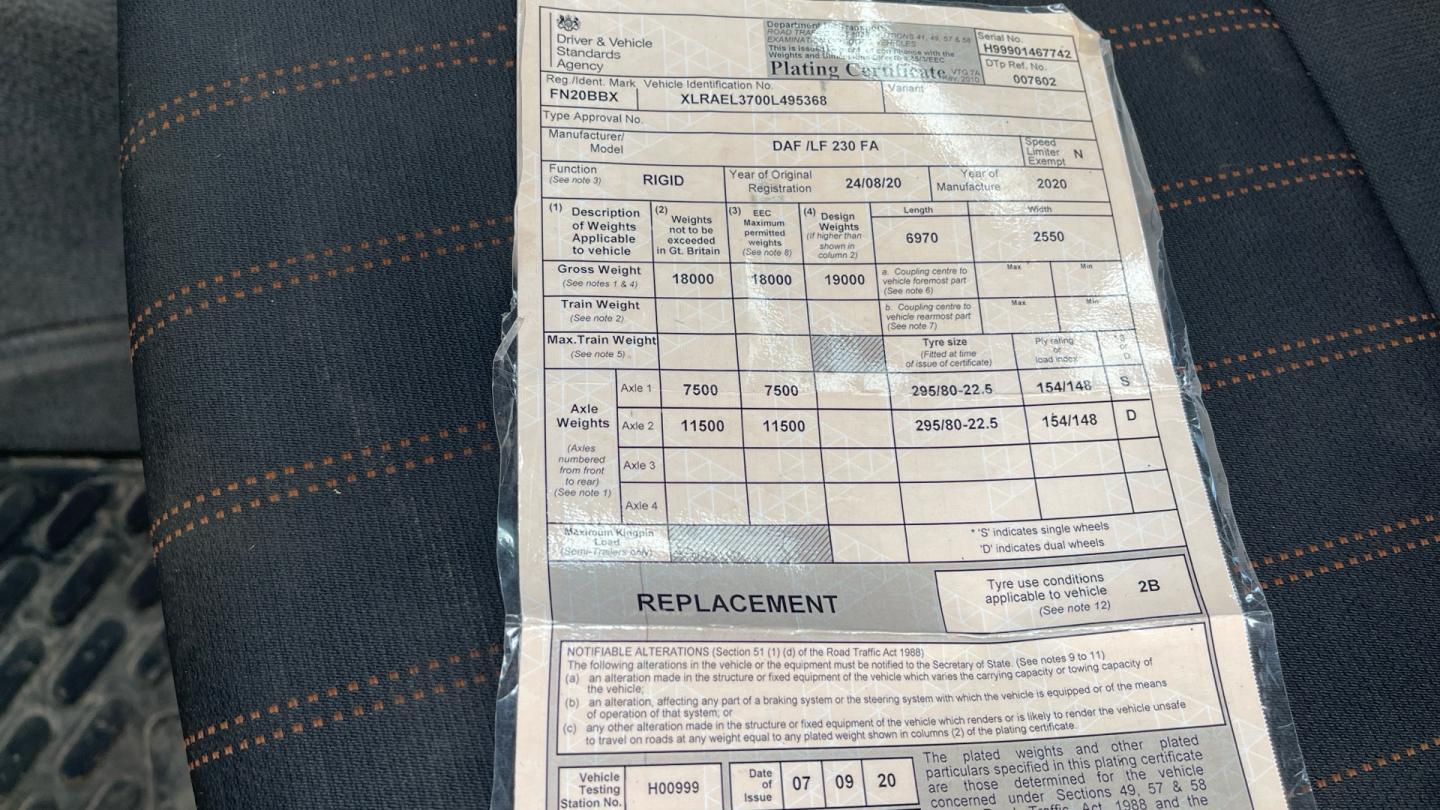 Driver & Vehicle
Standards
Agency
Department
ROAD TRA
EXAMINAT
This is issu
Weights and
Plating Certificate VTG 7A
Serial No.
H99901467742
DTp Ref. No.
007602
Reg./Ident. Mark
FN20BBX
Vehicle Identification No.
XLRAEL3700L495368
Variant
Type Approval No.
Manufacturer/
Model
DAF /LF 230 FA
Speed
Limiter
Exempt
N
Function
(See note 3)
RIGID
Year of Original
Registration
24/08/20
Year of
Manufacture
2020
(1) Description
of Weights
Applicable
to vehicle
(2) Weights
not to be
exceeded
in Gt. Britain
(3) EEC
Maximum
permitted
weights
(See note 8)
(4) Design
Weights
(if higher than
shown in
column 2)
Length
6970
Width
2550
Gross Weight
(See notes 1 & 4)
18000
18000
19000
a. Coupling centre to
vehicle foremost part
(See note 6)
Max
Min
Train Weight
(See note 2)
b. Coupling centre to
vehicle rearmost part
(See note 7)
Max
Min
Max.Train Weight
(See note 5)
Tyre size
(Fitted at time
of issue of certificate)
Ply rating
or
load index
*S
or
D
Axle
Weights
(Axles
numbered
from front
to rear)
(See note 1)
Axle 1
7500
7500
295/80-22.5
154/148
S
Axle 2
11500
11500
295/80-22.5
154/148
D
Axle 3
Axle 4
Maximum Kingpin
Load
(Semi-Trailers only)
* 'S' indicates single wheels
'D' indicates dual wheels
REPLACEMENT
Tyre use conditions
applicable to vehicle
(See note 12)
2B
NOTIFIABLE ALTERATIONS (Section 51 (1) (d) of the Road Traffic Act 1988)
The following alterations in the vehicle or the equipment must be notified to the Secretary of State. (See notes 9 to 11)
(a) an alteration made in the structure or fixed equipment of the vehicle which varies the carrying capacity or towing capacity of
the vehicle;
(b) an alteration, affecting any part of a braking system or the steering system with which the vehicle is equipped or of the means
of operation of that system; or
(c) any other alteration made in the structure or fixed equipment of the vehicle which renders or is likely to render the vehicle unsafe
to travel on roads at any weight equal to any plated weight shown in columns (2) of the plating certificate.
Vehicle
Testing
Station No.
H00999
Date
of
Issue
07
09
20
The plated weights and other plated
particulars specified in this plating certificate
are those determined for the vehicle
concerned under Sections 49, 57 & 58
Act 1988 and the